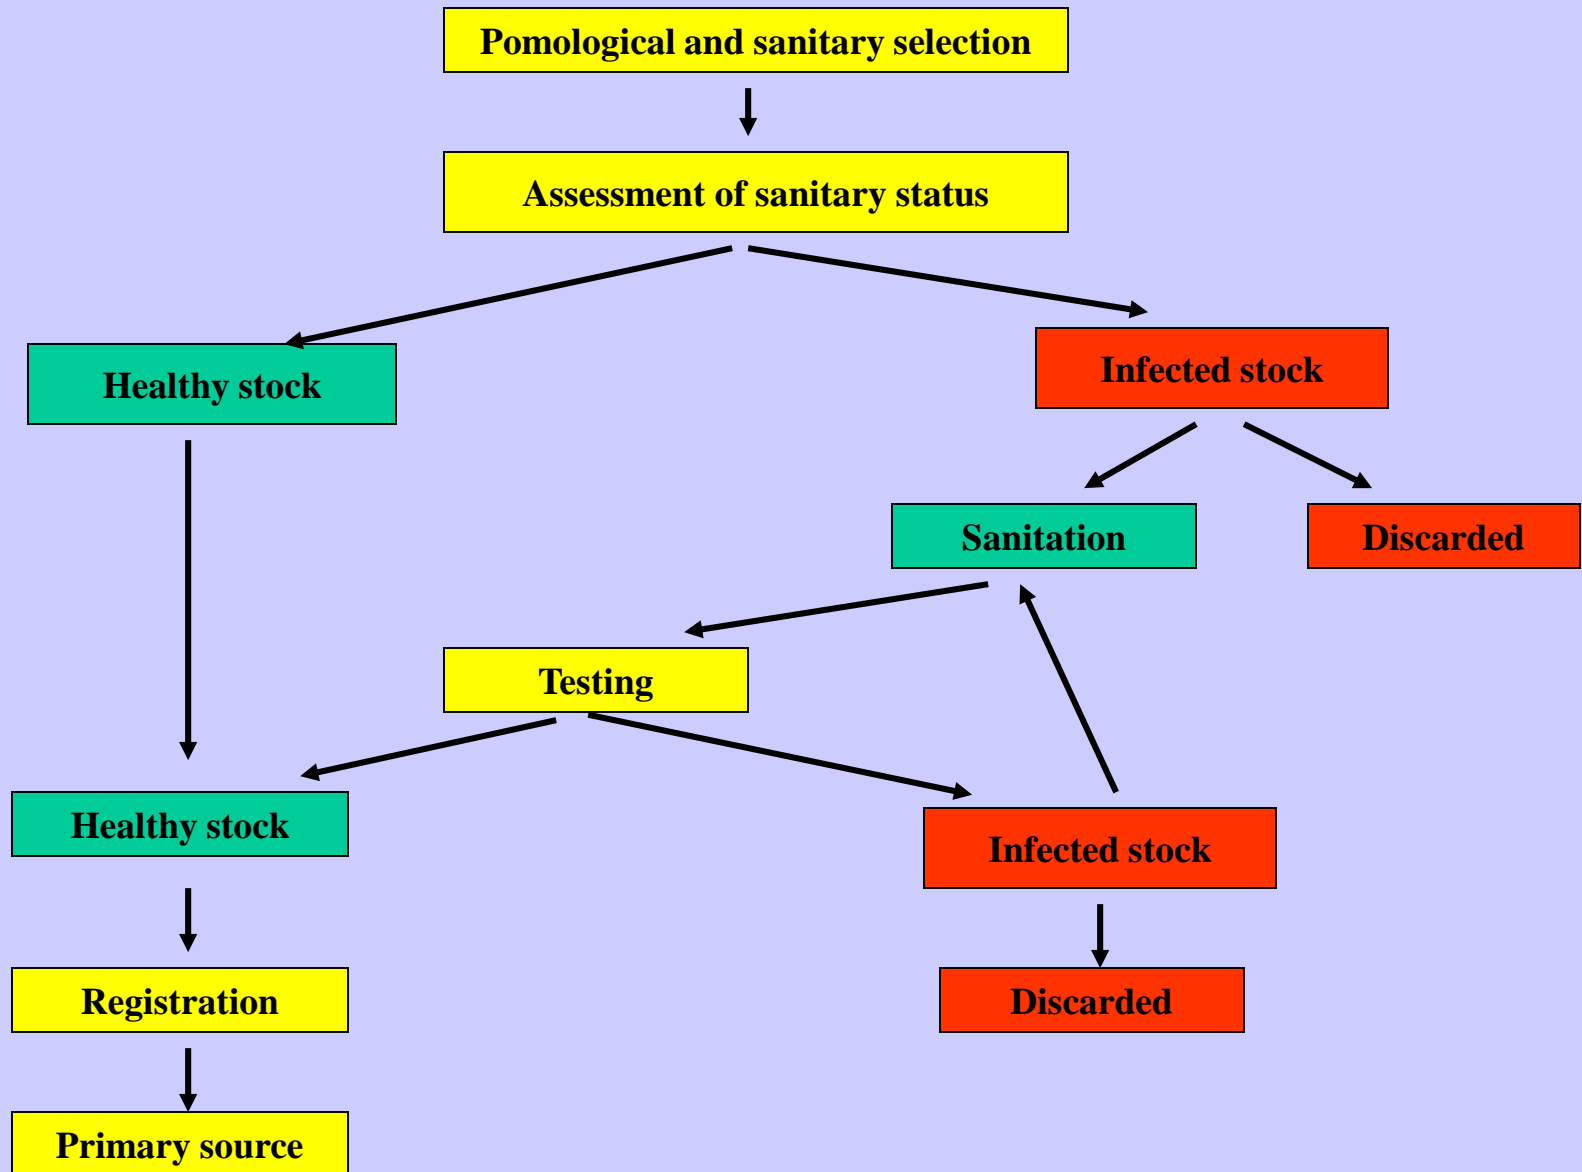 Pomological and sanitary selection
Assessment of sanitary status
Healthy stock
Infected stock
Sanitation
Discarded
Testing
Healthy stock
Infected stock
Registration
Discarded
Primary source